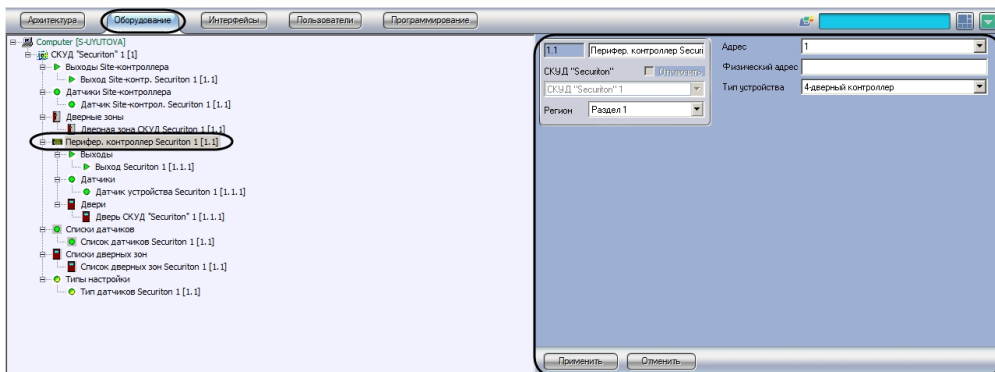 Архитектура Оборудование Интерфейсы Пользователи Программирование
Computer [S-UYUTOVA]
СКУД "Securiton" 1 [1]
Выходы Site-контроллера
Выход Site-контр. Securiton 1 [1.1]
Датчики Site-контроллера
Датчик Site-контрол. Securiton 1 [1.1]
Дверные зоны
Дверная зона СКУД Securiton 1 [1.1]
Перифер. контроллер Securiton 1 [1.1]
Выходы
Выход Securiton 1 [1.1.1]
Датчики
Датчик устройства Securiton 1 [1.1.1]
Двери
Дверь СКУД "Securiton" 1 [1.1.1]
Списки датчиков
Список датчиков Securiton 1 [1.1]
Списки дверных зон
Список дверных зон Securiton 1 [1.1]
Типы настройки
Тип датчиков Securiton 1 [1.1]
1.1 Перифер. контроллер Securi
СКУД "Securiton" Отключить
СКУД "Securiton" 1
Регион Раздел 1
Адрес 1
Физический адрес
Тип устройства 4-дверный контроллер
Применить Отменить